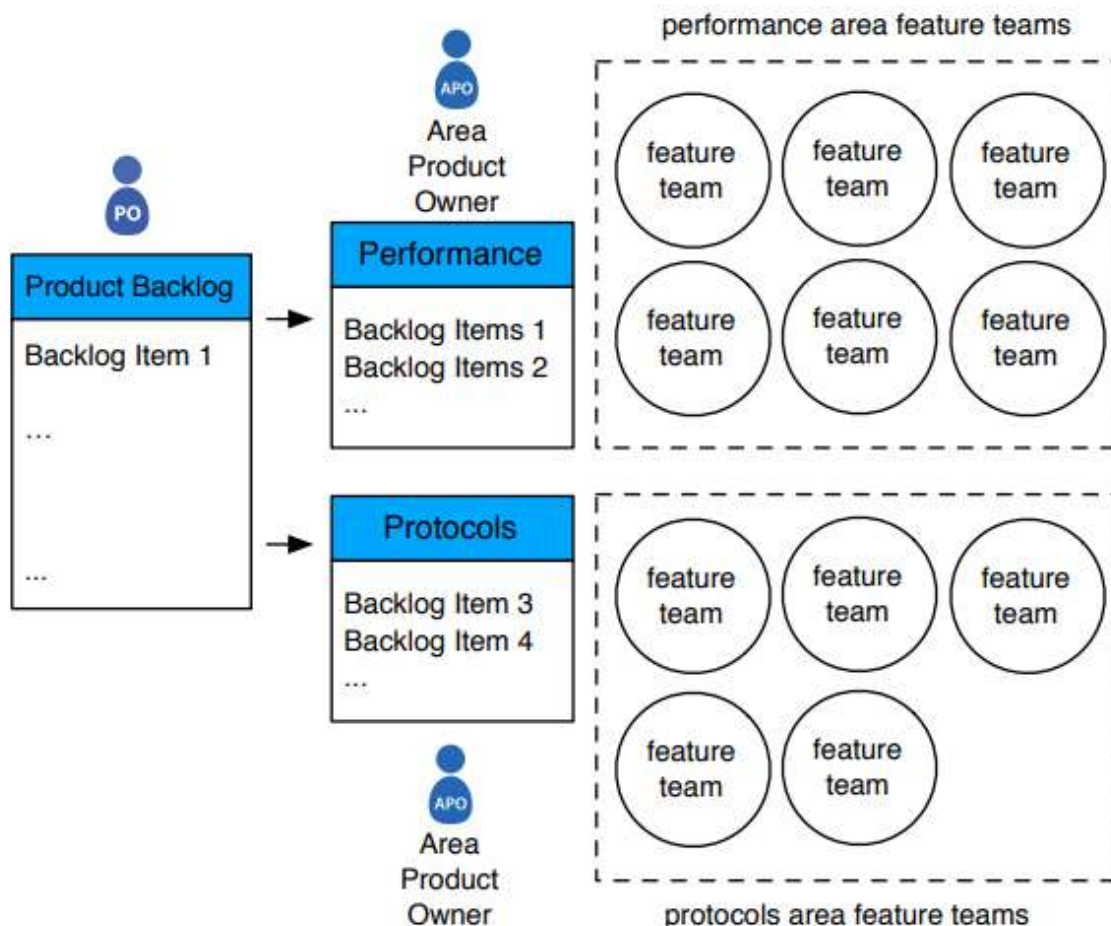 performance area feature teams
APO
Area
Product
Owner
PO
Product Backlog
Backlog Item 1
...
...
Performance
Backlog Items 1
Backlog Items 2
...
feature
team
feature
team
feature
team
feature
team
feature
team
feature
team
Protocols
Backlog Item 3
Backlog Item 4
...
APO
Area
Product
Owner
feature
team
feature
team
feature
team
feature
team
feature
team
protocols area feature teams